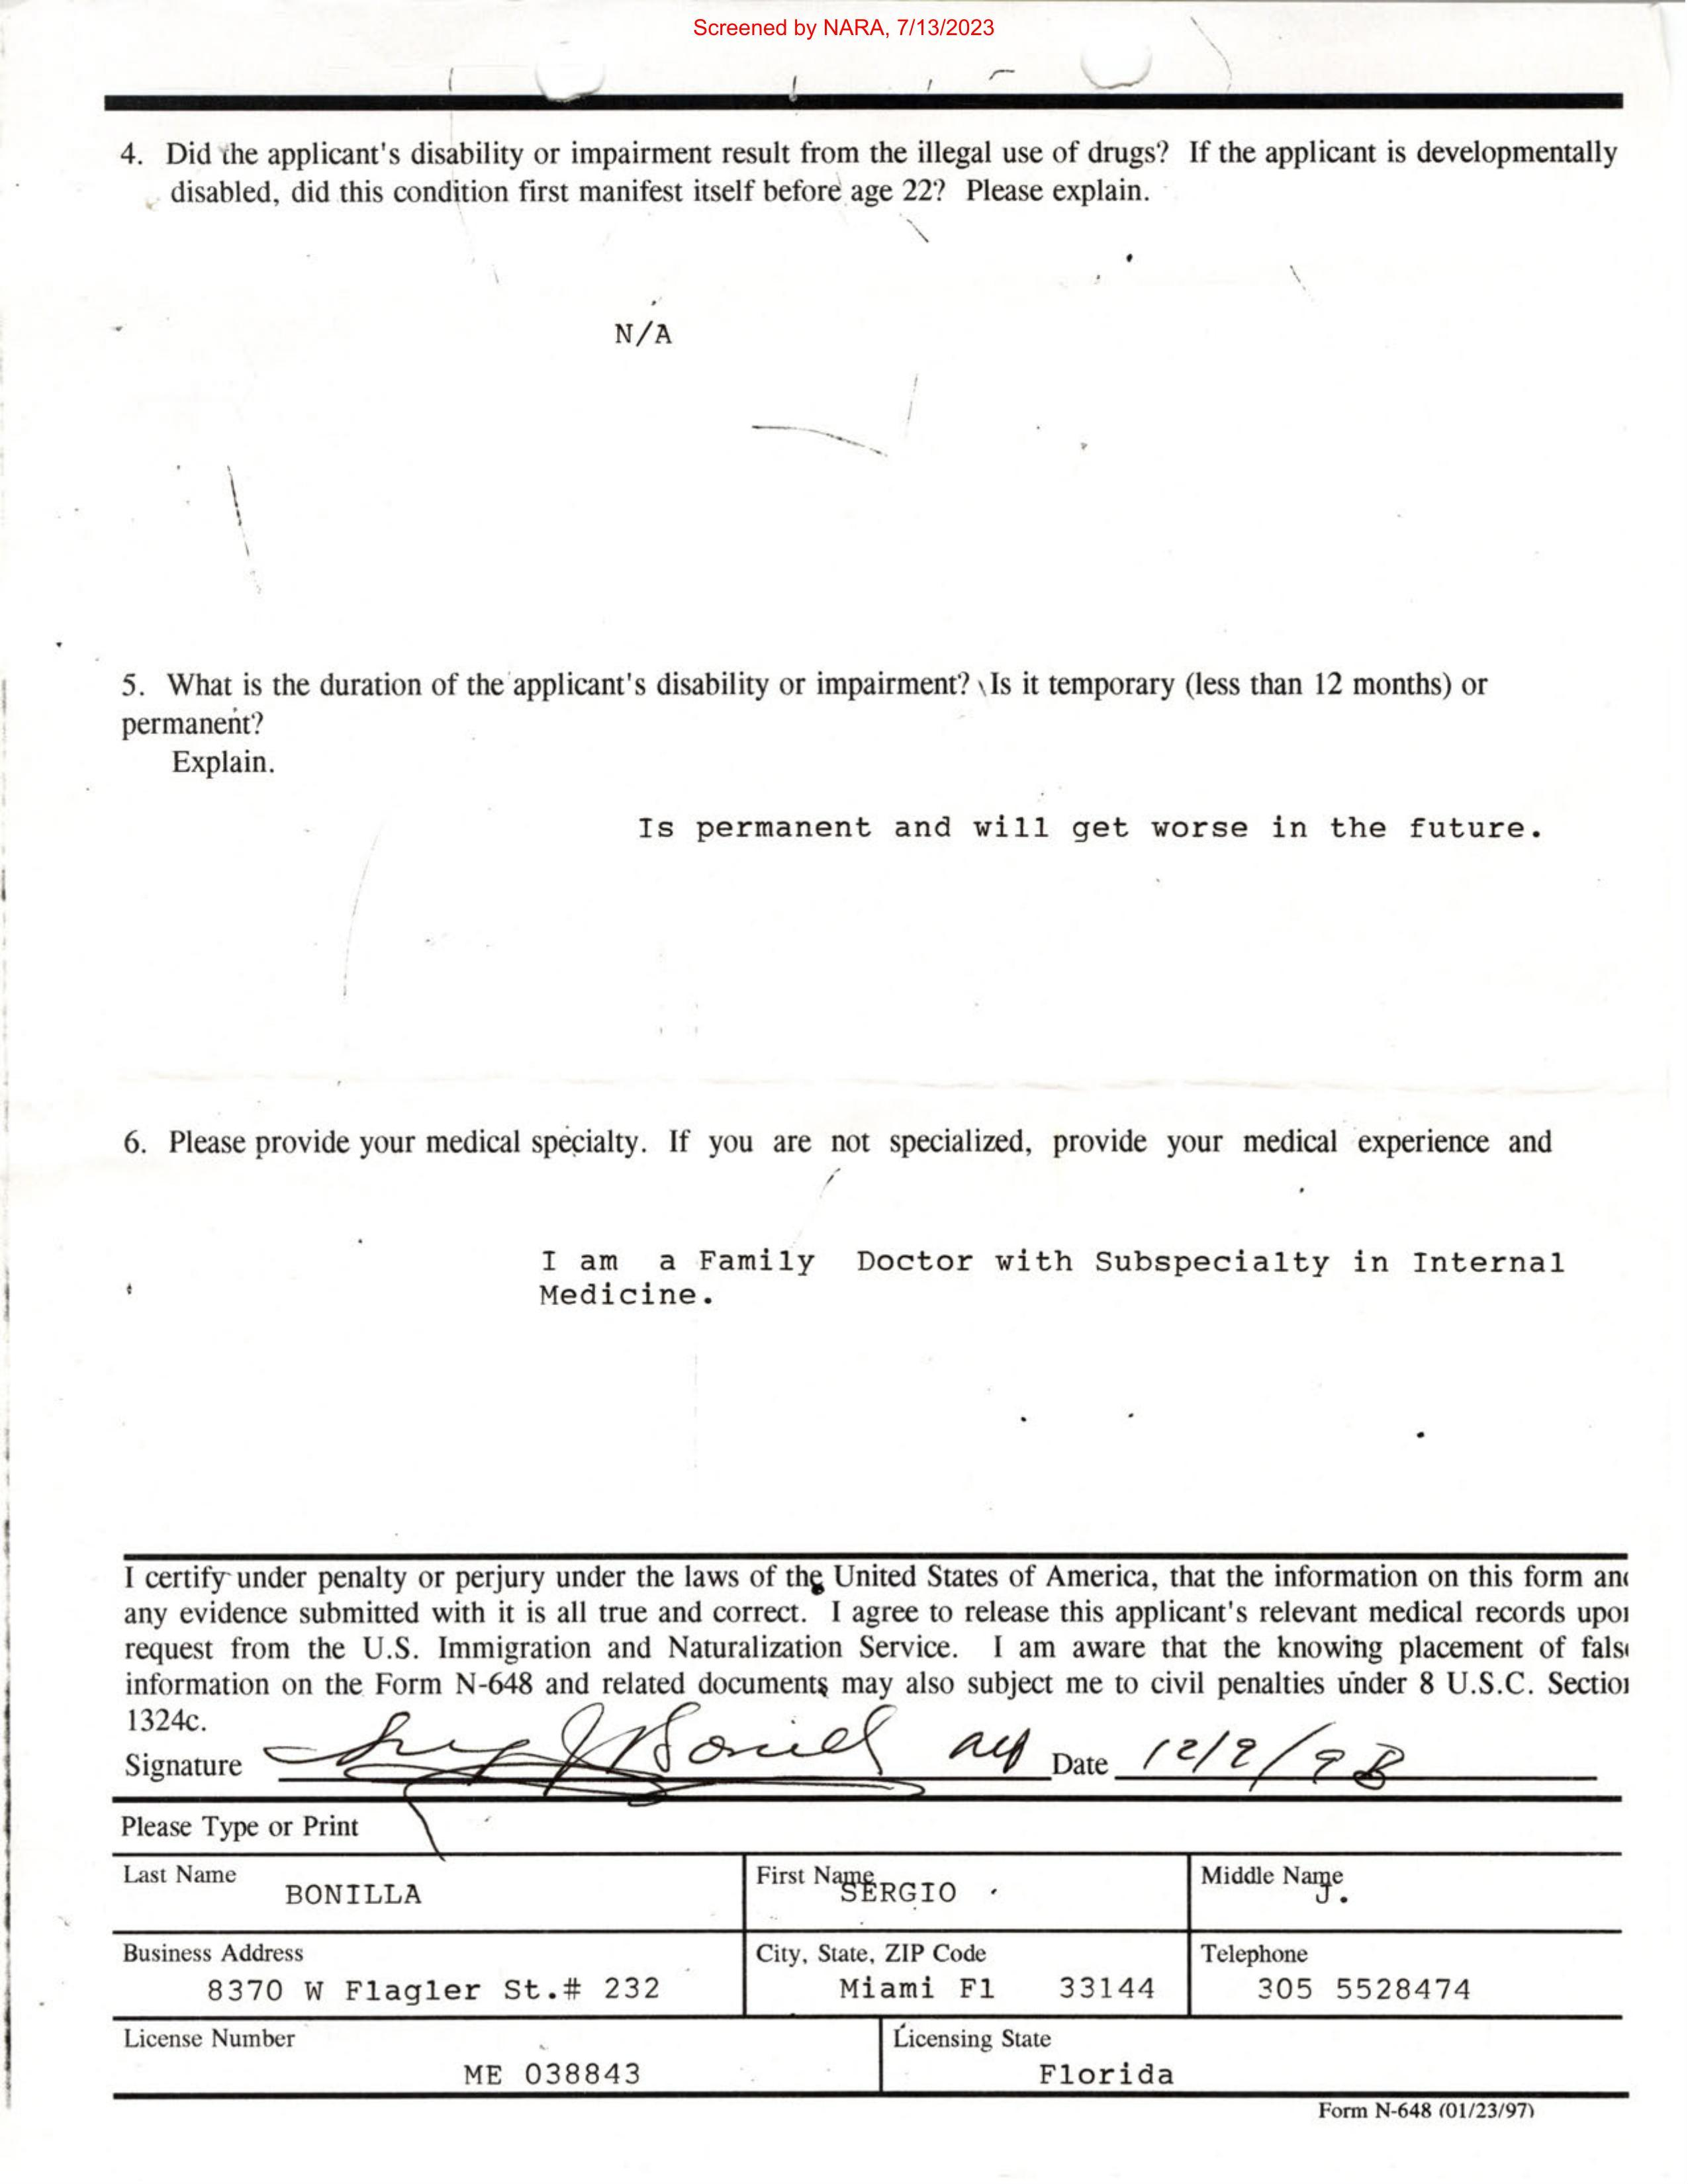 Screened by NARA, 7/13/2023
4. Did the applicant's disability or impairment result from the illegal use of drugs? If the applicant is developmentally
disabled, did this condition first manifest itself before age 22? Please explain.
N/A
5. What is the duration of the applicant's disability or impairment? Is it temporary (less than 12 months) or
permanent?
Explain.
Is permanent and will get worse in the future.
6. Please provide your medical specialty. If you are not specialized, provide your medical experience and
I am a Family Doctor with Subspecialty in Internal
Medicine.
I certify under penalty or perjury under the laws of the United States of America, that the information on this form an
any evidence submitted with it is all true and correct. I agree to release this applicant's relevant medical records upo
request from the U.S. Immigration and Naturalization Service. I am aware that the knowing placement of fals
information on the Form N-648 and related documents may also subject me to civil penalties under 8 U.S.C. Sectio
1324c.
Signature Date 12/2/98
Please Type or Print
Last Name First Name Middle Name
BONILLA SERGIO J.
Business Address City, State, ZIP Code Telephone
8370 W Flagler St.# 232 Miami Fl 33144 305 5528474
License Number Licensing State
ME 038843 Florida
Form N-648 (01/23/97)